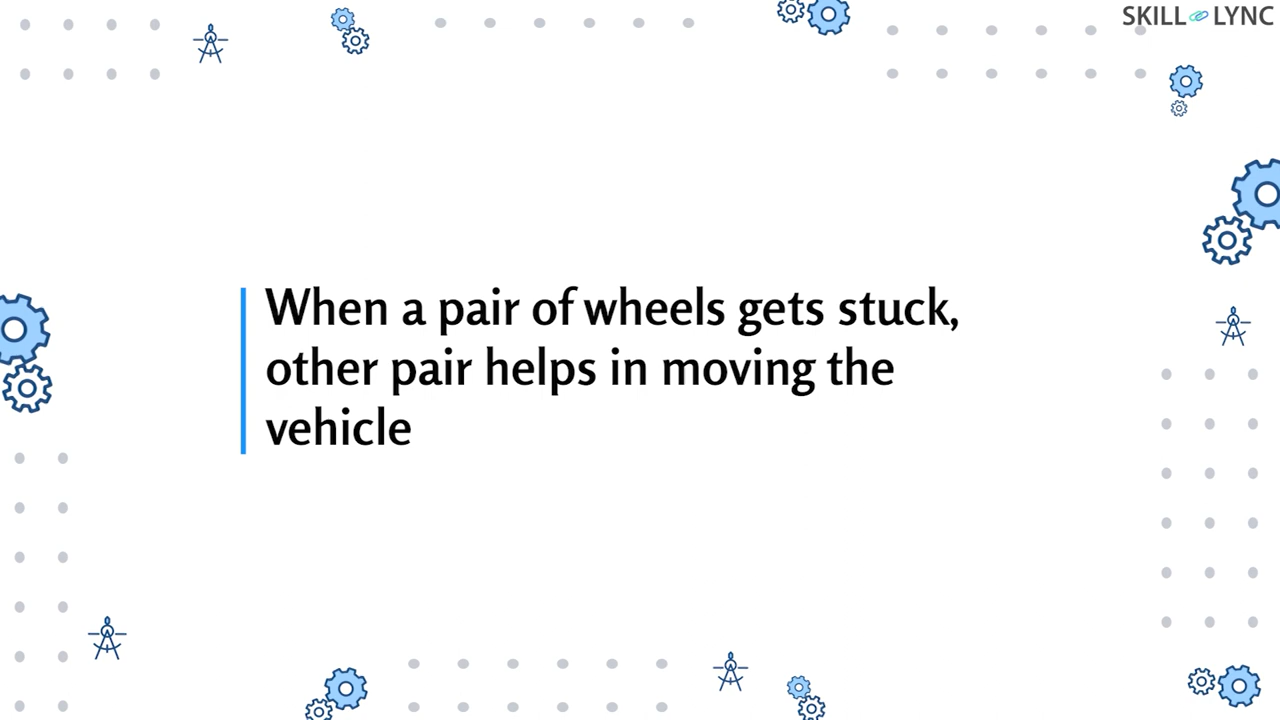 SKILL LYNC
When a pair of wheels gets stuck,
other pair helps in moving the
vehicle